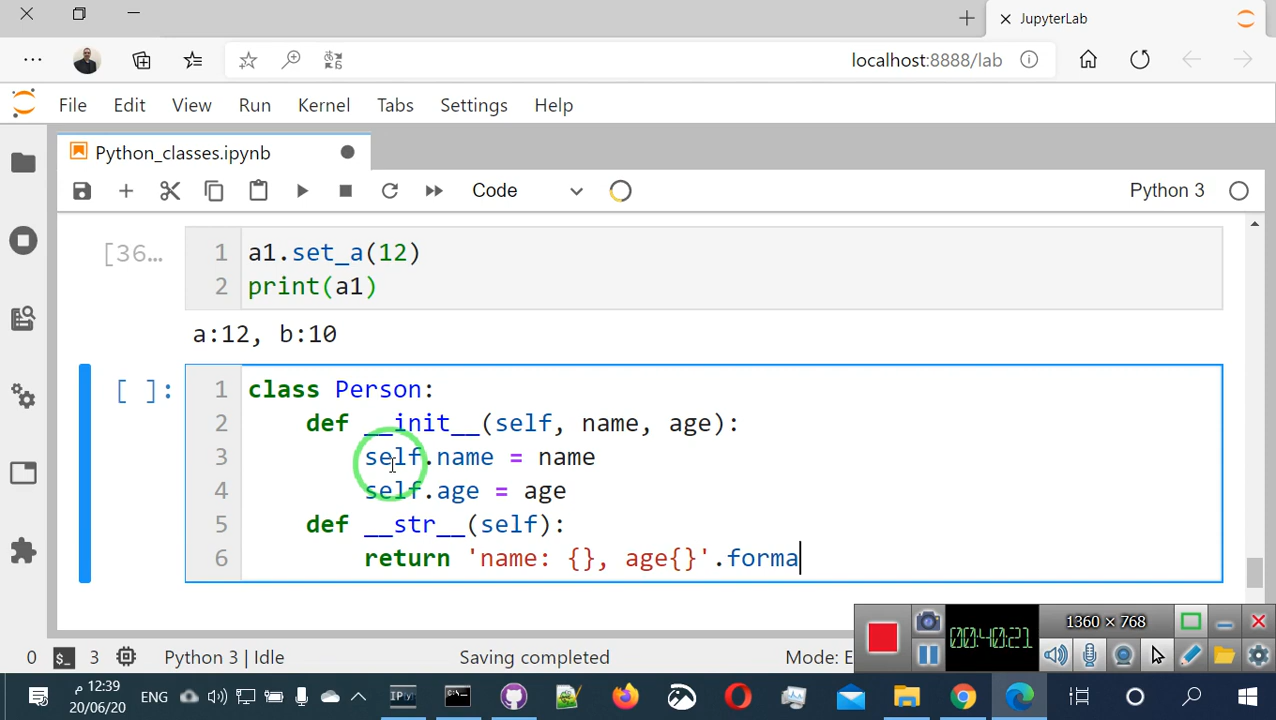 JupyterLab
localhost:8888/lab
File Edit View Run Kernel Tabs Settings Help
Python_classes.ipynb
Code Python 3
[36…
1 a1.set_a(12)
2 print(a1)
a:12, b:10
[ ]:
1 class Person:
2 def __init__(self, name, age):
3 self.name = name
4 self.age = age
5 def __str__(self):
6 return 'name: {}, age{}'.forma
1360 × 768
00:40:21
0 3 Python 3 | Idle Saving completed Mode: E
12:39 م
20/06/20
ENG
IPy